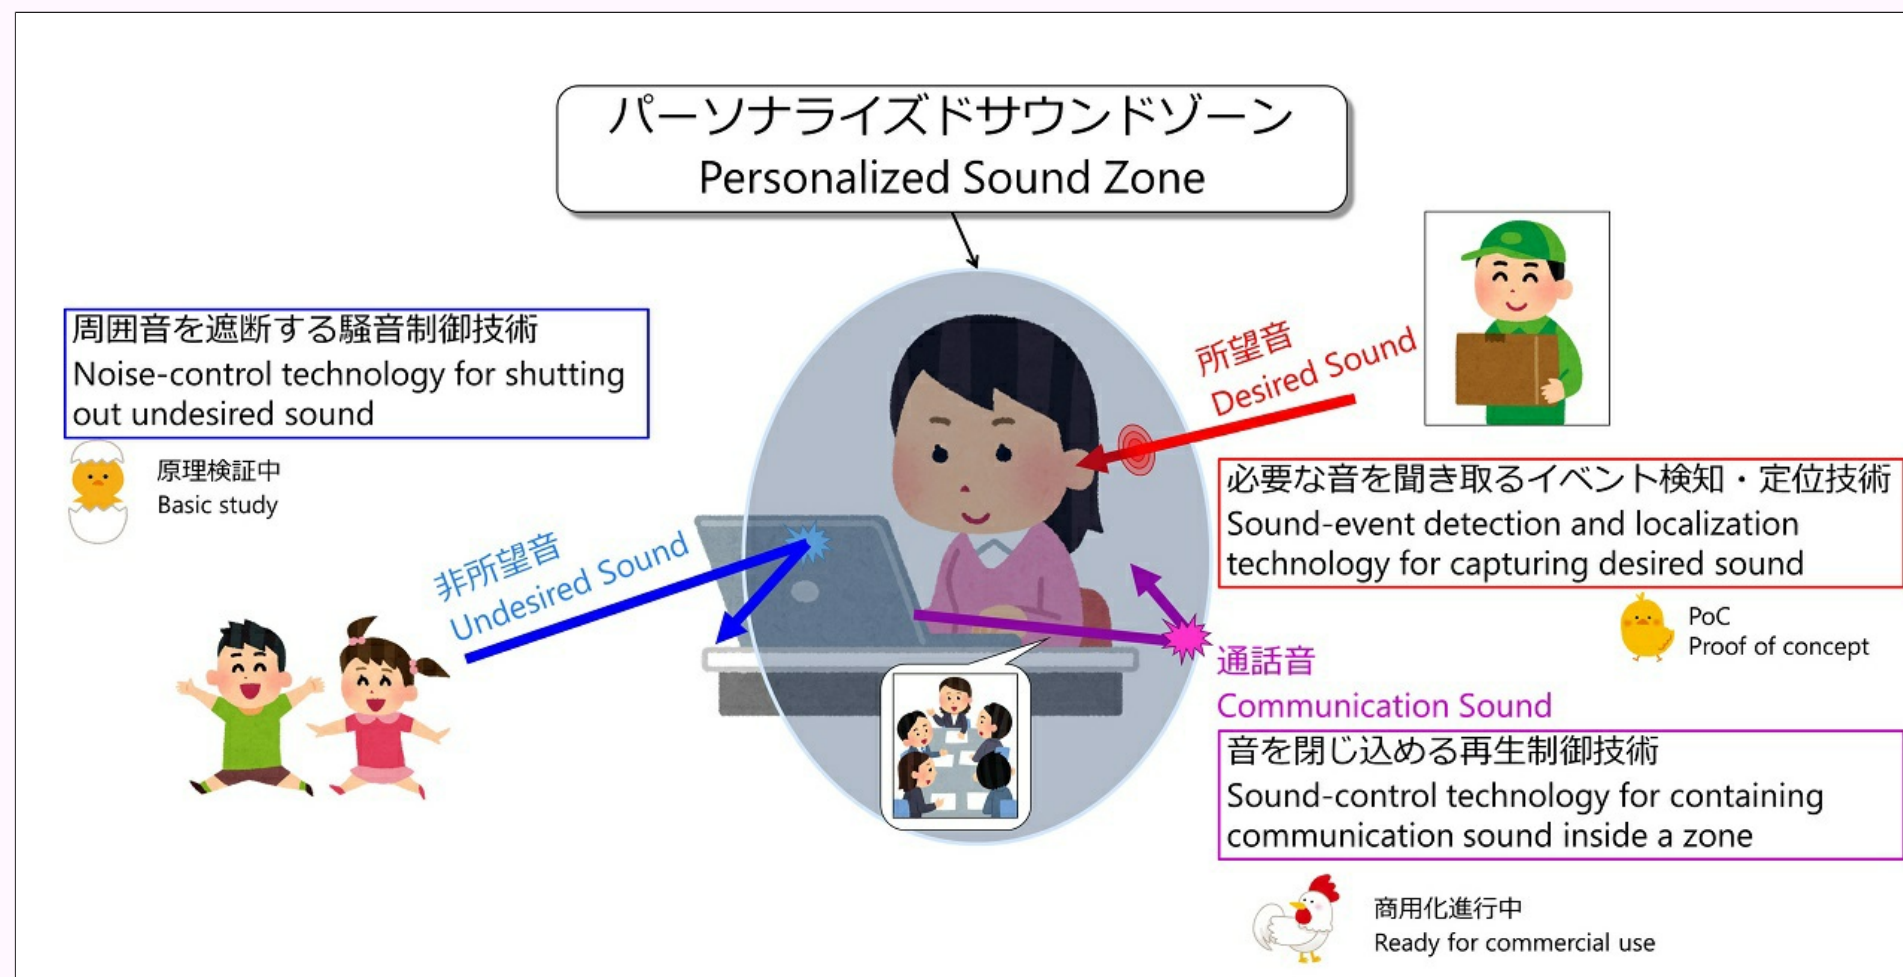 パーソナライズドサウンドゾーン
Personalized Sound Zone
周囲音を遮断する騒音制御技術
Noise-control technology for shutting
out undesired sound
原理検証中
Basic study
非所望音
Undesired Sound
所望音
Desired Sound
必要な音を聞き取るイベント検知・定位技術
Sound-event detection and localization
technology for capturing desired sound
PoC
Proof of concept
通話音
Communication Sound
音を閉じ込める再生制御技術
Sound-control technology for containing
communication sound inside a zone
商用化進行中
Ready for commercial use